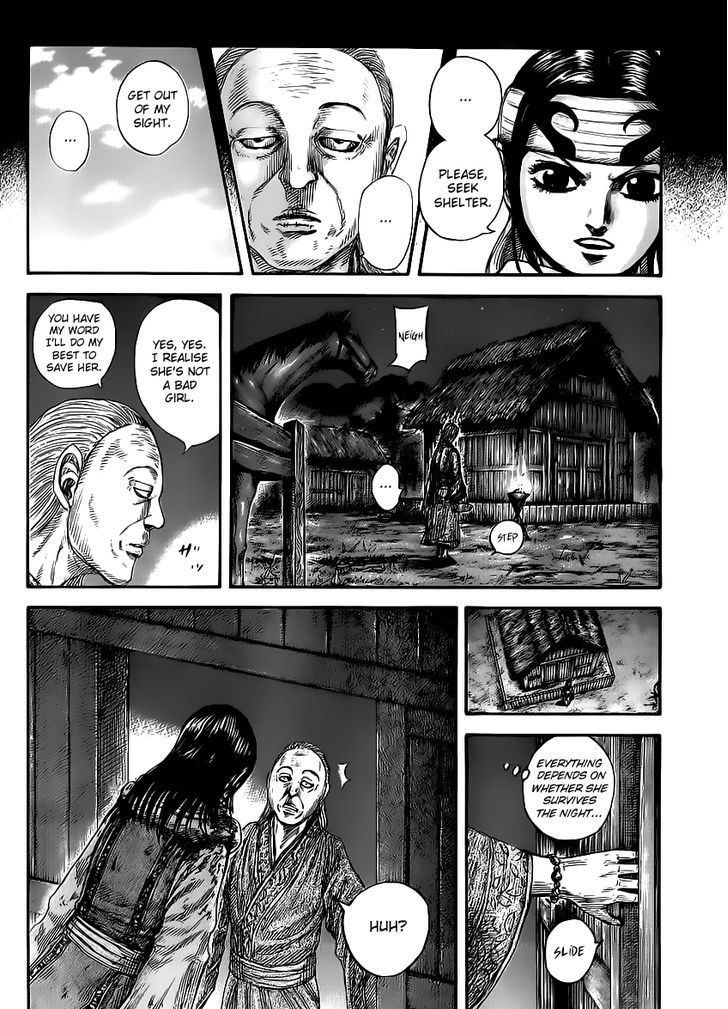 ...
PLEASE,
SEEK
SHELTER.
...
GET OUT
OF MY
SIGHT.
...
NEIGH
...
STEP
YES, YES.
I REALISE
SHE'S NOT
A BAD
GIRL.
YOU HAVE
MY WORD
I'LL DO MY
BEST TO
SAVE HER.
ザッ
EVERYTHING
DEPENDS ON
WHETHER SHE
SURVIVES
THE NIGHT...
SLIDE
HUH?